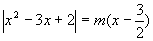 |x² − 3x + 2| = m(x − 3/2)